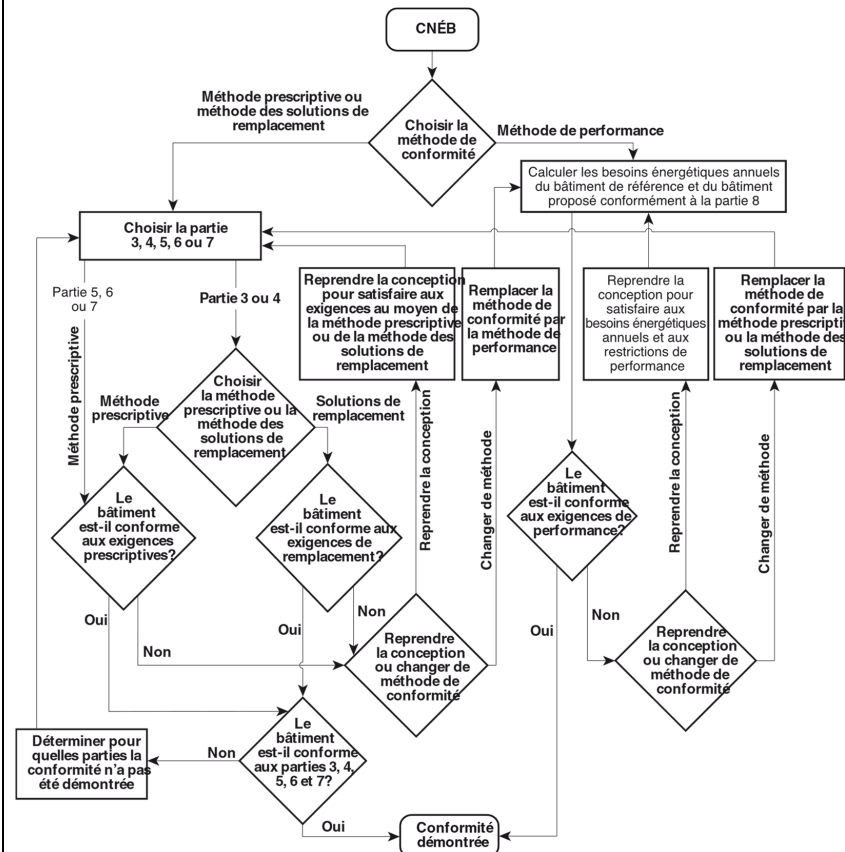 CNÉB
Méthode prescriptive ou
méthode des solutions de
remplacement
Choisir la
méthode de
conformité
Méthode de performance
Calculer les besoins énergétiques annuels
du bâtiment de référence et du bâtiment
proposé conformément à la partie 8
Choisir la partie
3, 4, 5, 6 ou 7
Partie 5, 6
ou 7
Méthode prescriptive
Partie 3 ou 4
Reprendre la conception
pour satisfaire aux
exigences au moyen de
la méthode prescriptive
ou de la méthode des
solutions de
remplacement
Remplacer la
méthode de
conformité par
la méthode de
performance
Reprendre la
conception pour
satisfaire aux
besoins énergétiques
annuels et aux
restrictions de
performance
Remplacer la
méthode de
conformité par la
méthode prescripti
ou la méthode des
solutions de
remplacement
Choisir
la méthode
prescriptive ou la
méthode des
solutions de
remplacement
Méthode
prescriptive
Solutions de
remplacement
Le
bâtiment
est-il conforme
aux exigences
prescriptives?
Le
bâtiment
est-il conforme aux
exigences de
remplacement?
Reprendre la conception
Changer de méthode
Le
bâtiment
est-il conforme
aux exigences de
performance?
Reprendre la conception
Changer de méthode
Oui
Non
Oui
Non
Reprendre
la conception
ou changer de
méthode de
conformité
Oui
Non
Reprendre
la conception
ou changer de
méthode de
conformité
Le
bâtiment
est-il conforme
aux parties 3, 4,
5, 6 et 7?
Non
Déterminer pour
quelles parties la
conformité n'a pas
été démontrée
Oui
Conformité
démontrée